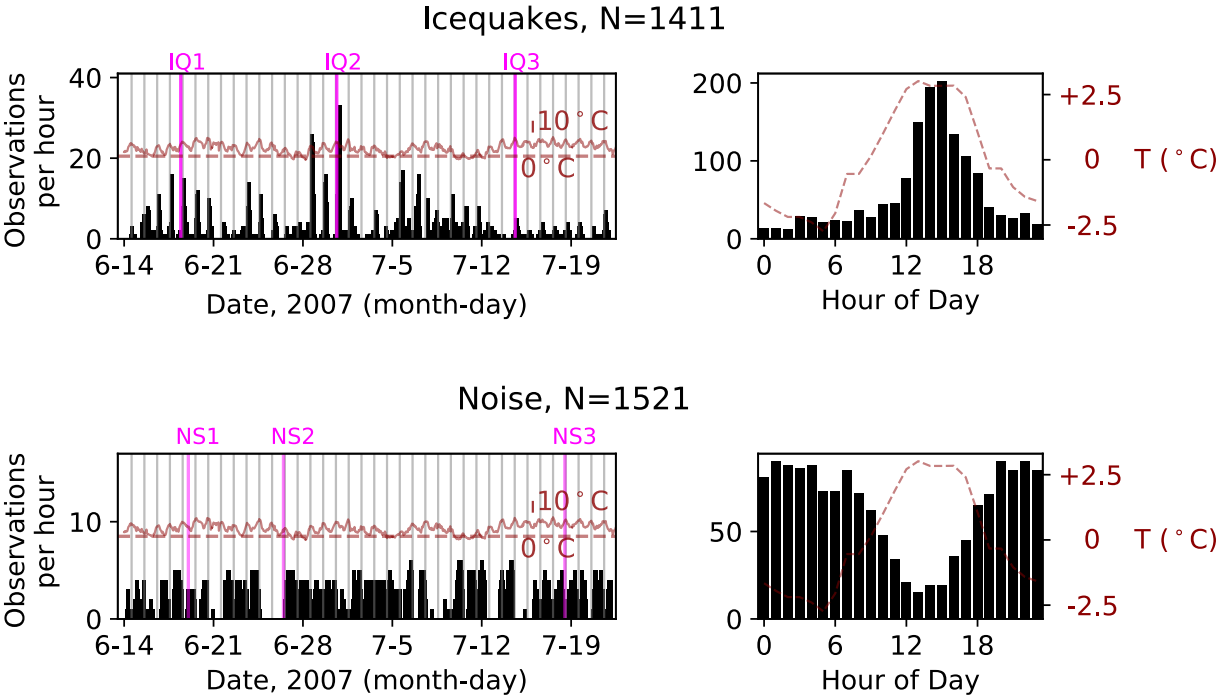 Icequakes, N=1411
IQ1 IQ2 IQ3
Observations
per hour
40
20
0
10°C
0°C
6-14 6-21 6-28 7-5 7-12 7-19
Date, 2007 (month-day)
200
100
0
+2.5
0
-2.5
T (°C)
0 6 12 18
Hour of Day
Noise, N=1521
NS1 NS2 NS3
Observations
per hour
10
0
10°C
0°C
6-14 6-21 6-28 7-5 7-12 7-19
Date, 2007 (month-day)
50
0
+2.5
0
-2.5
T (°C)
0 6 12 18
Hour of Day